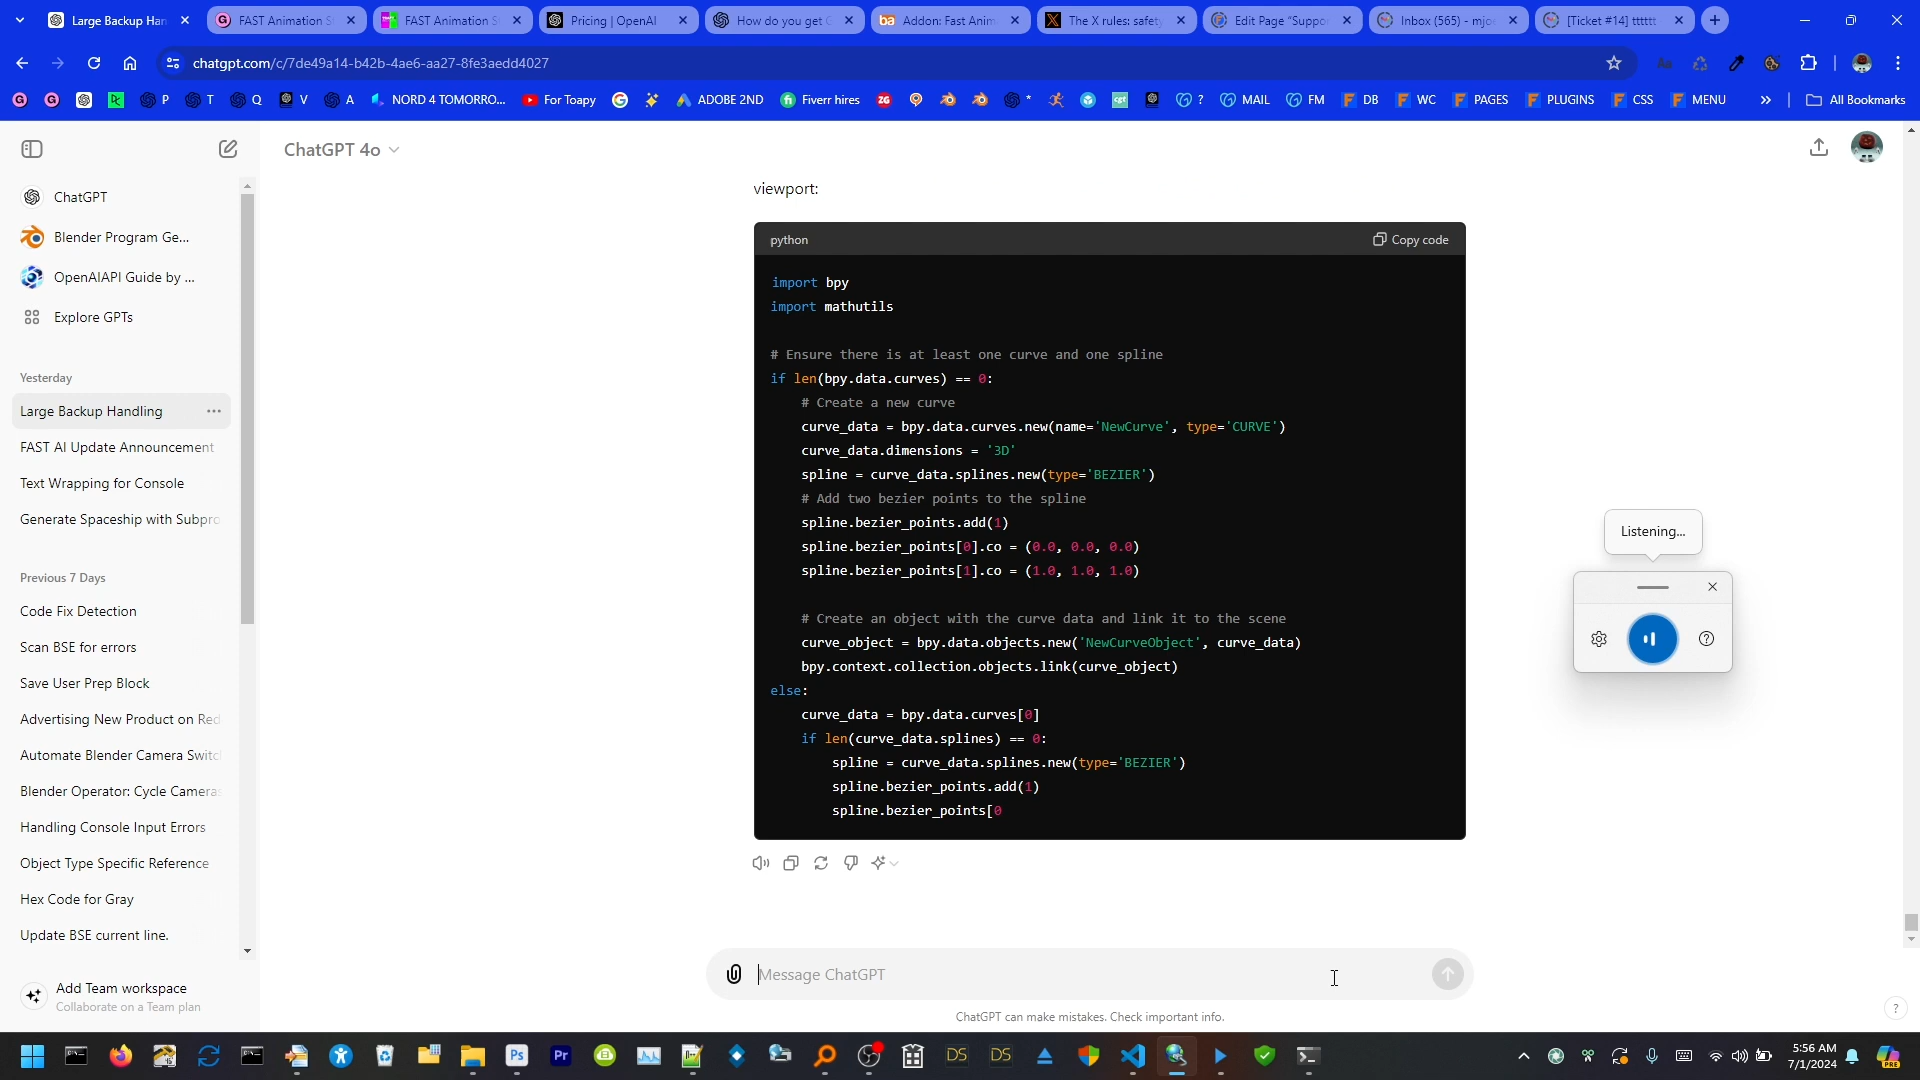 Large Backup Han
FAST Animation S
FAST Animation S
Pricing | OpenAI
How do you get
Addon: Fast Anim
The X rules: safety
Edit Page "Suppo
Inbox (565) - mjo
[Ticket #14] tttttt
chatgpt.com/c/7de49a14-b42b-4ae6-aa27-8fe3aedd4027
P
T
Q
V
A
NORD 4 TOMORRO...
For Toapy
ADOBE 2ND
Fiverr hires
*
?
MAIL
FM
DB
WC
PAGES
PLUGINS
CSS
MENU
»
All Bookmarks
ChatGPT 4o
ChatGPT
Blender Program Ge...
OpenAIAPI Guide by ...
Explore GPTs
Yesterday
Large Backup Handling
FAST AI Update Announcement
Text Wrapping for Console
Generate Spaceship with Subpro
Previous 7 Days
Code Fix Detection
Scan BSE for errors
Save User Prep Block
Advertising New Product on Red
Automate Blender Camera Switc
Blender Operator: Cycle Cameras
Handling Console Input Errors
Object Type Specific Reference
Hex Code for Gray
Update BSE current line.
Add Team workspace
Collaborate on a Team plan
viewport:
python
Copy code
import bpy
import mathutils
# Ensure there is at least one curve and one spline
if len(bpy.data.curves) == 0:
    # Create a new curve
    curve_data = bpy.data.curves.new(name='NewCurve', type='CURVE')
    curve_data.dimensions = '3D'
    spline = curve_data.splines.new(type='BEZIER')
    # Add two bezier points to the spline
    spline.bezier_points.add(1)
    spline.bezier_points[0].co = (0.0, 0.0, 0.0)
    spline.bezier_points[1].co = (1.0, 1.0, 1.0)
    # Create an object with the curve data and link it to the scene
    curve_object = bpy.data.objects.new('NewCurveObject', curve_data)
    bpy.context.collection.objects.link(curve_object)
else:
    curve_data = bpy.data.curves[0]
    if len(curve_data.splines) == 0:
        spline = curve_data.splines.new(type='BEZIER')
        spline.bezier_points.add(1)
        spline.bezier_points[0
Listening...
Message ChatGPT
ChatGPT can make mistakes. Check important info.
?
Ps
Pr
DS
DS
5:56 AM
7/1/2024